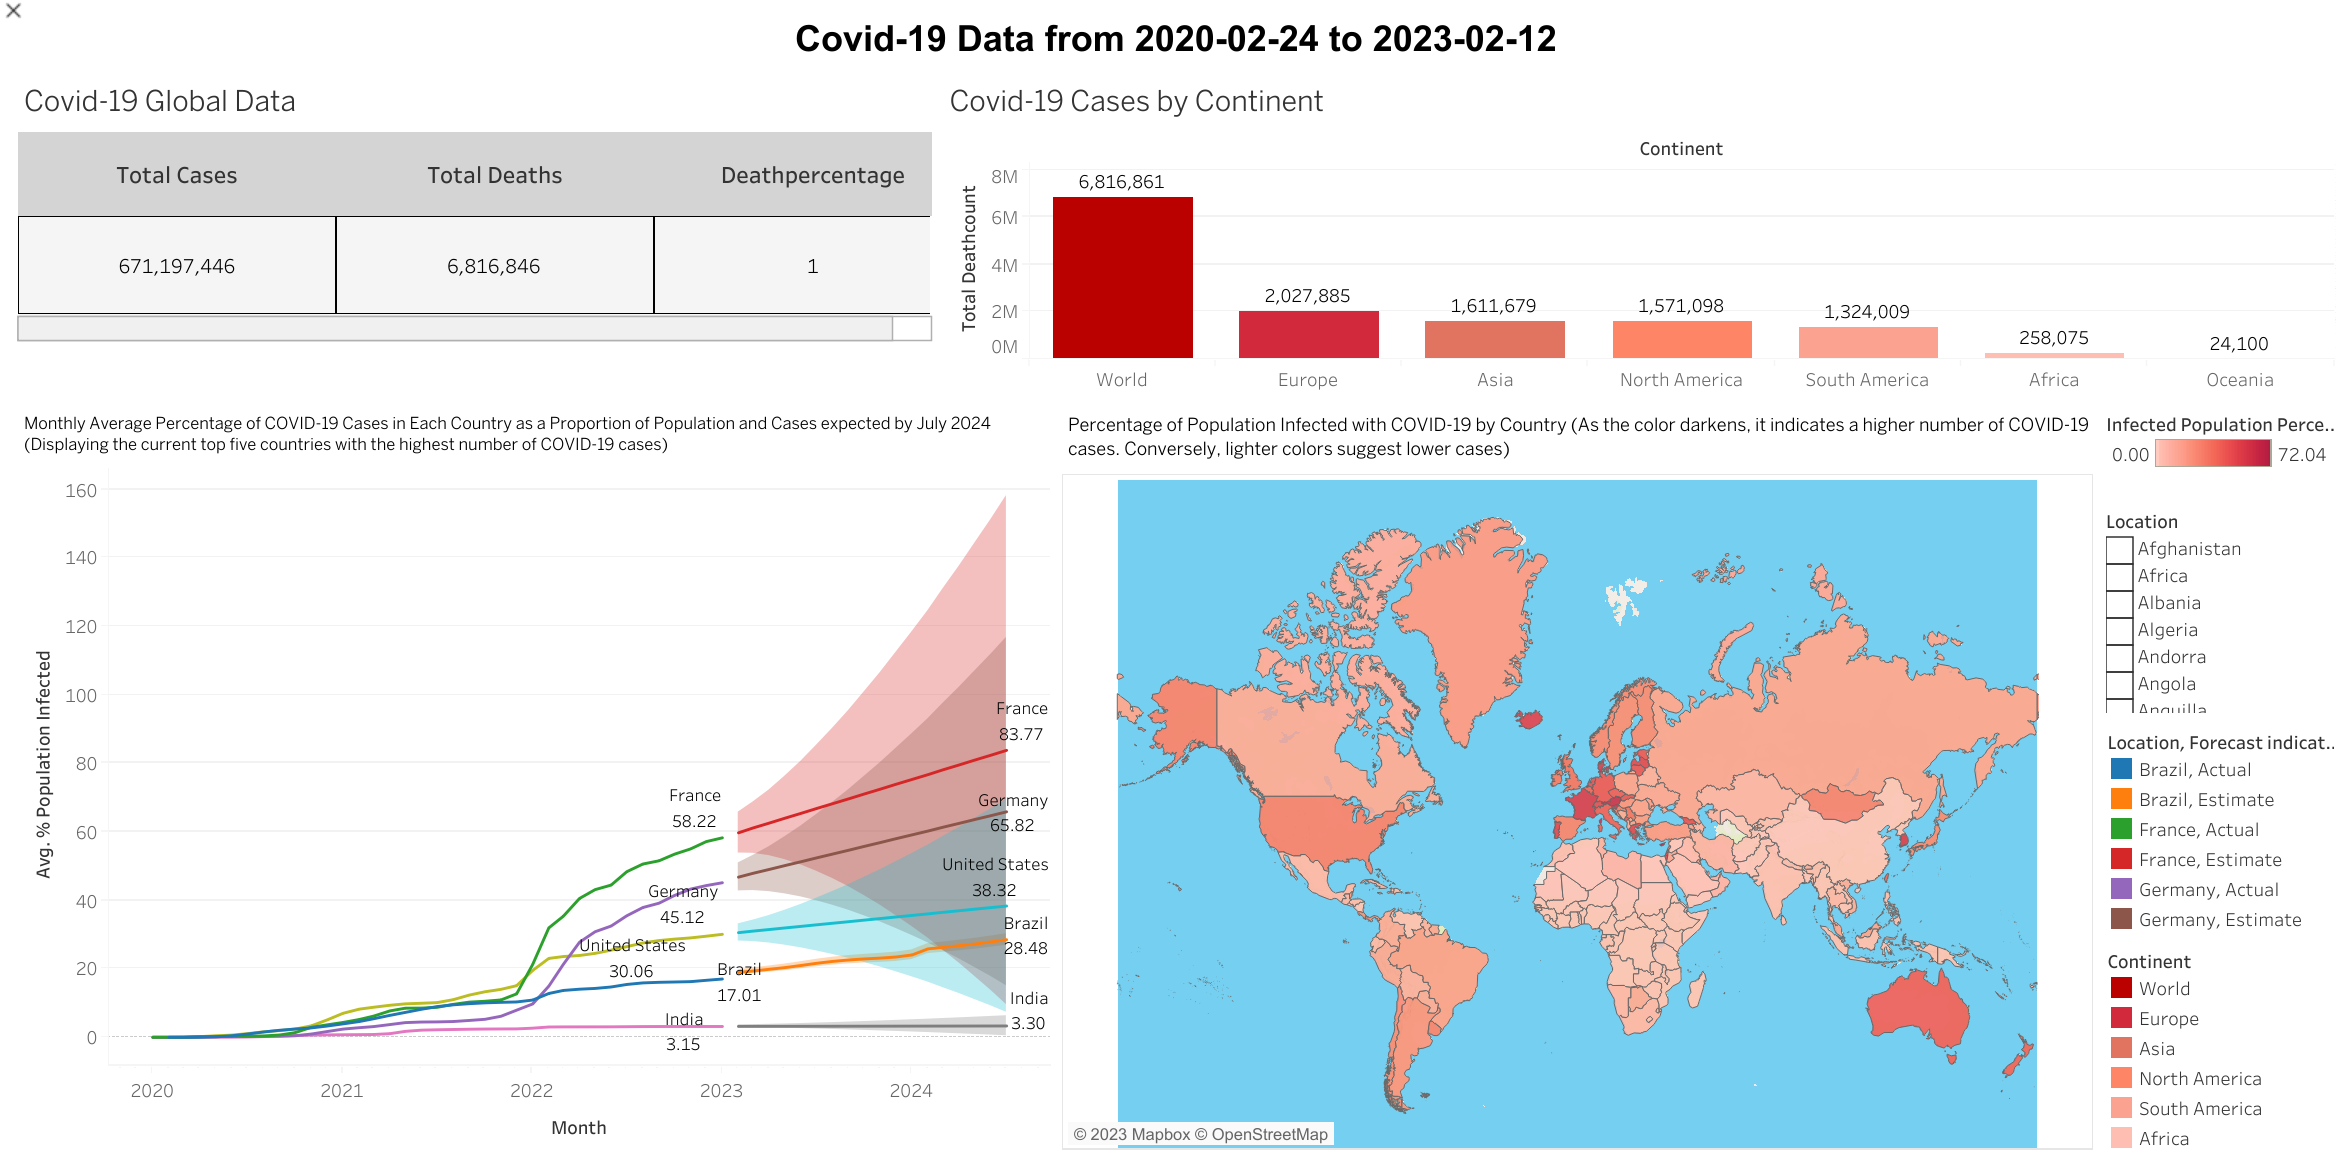 Covid-19 Data from 2020-02-24 to 2023-02-12
Covid-19 Global Data
Total Cases
Total Deaths
Deathpercentage
671,197,446
6,816,846
1
Covid-19 Cases by Continent
Continent
Total Deathcount
8M
6M
4M
2M
0M
6,816,861
2,027,885
1,611,679
1,571,098
1,324,009
258,075
24,100
World
Europe
Asia
North America
South America
Africa
Oceania
Monthly Average Percentage of COVID-19 Cases in Each Country as a Proportion of Population and Cases expected by July 2024
(Displaying the current top five countries with the highest number of COVID-19 cases)
Avg. % Population Infected
160
140
120
100
80
60
40
20
0
France
58.22
Germany
45.12
United States
30.06
Brazil
17.01
India
3.15
France
83.77
Germany
65.82
United States
38.32
Brazil
28.48
India
3.30
2020
2021
2022
2023
2024
Month
Percentage of Population Infected with COVID-19 by Country (As the color darkens, it indicates a higher number of COVID-19
cases. Conversely, lighter colors suggest lower cases)
© 2023 Mapbox © OpenStreetMap
Infected Population Perce..
0.00
72.04
Location
Afghanistan
Africa
Albania
Algeria
Andorra
Angola
Anguilla
Location, Forecast indicat..
Brazil, Actual
Brazil, Estimate
France, Actual
France, Estimate
Germany, Actual
Germany, Estimate
Continent
World
Europe
Asia
North America
South America
Africa